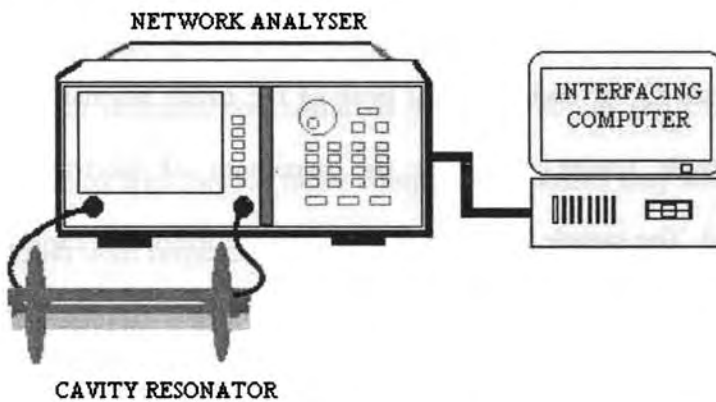 NETWORK ANALYSER
INTERFACING
COMPUTER
CAVITY RESONATOR